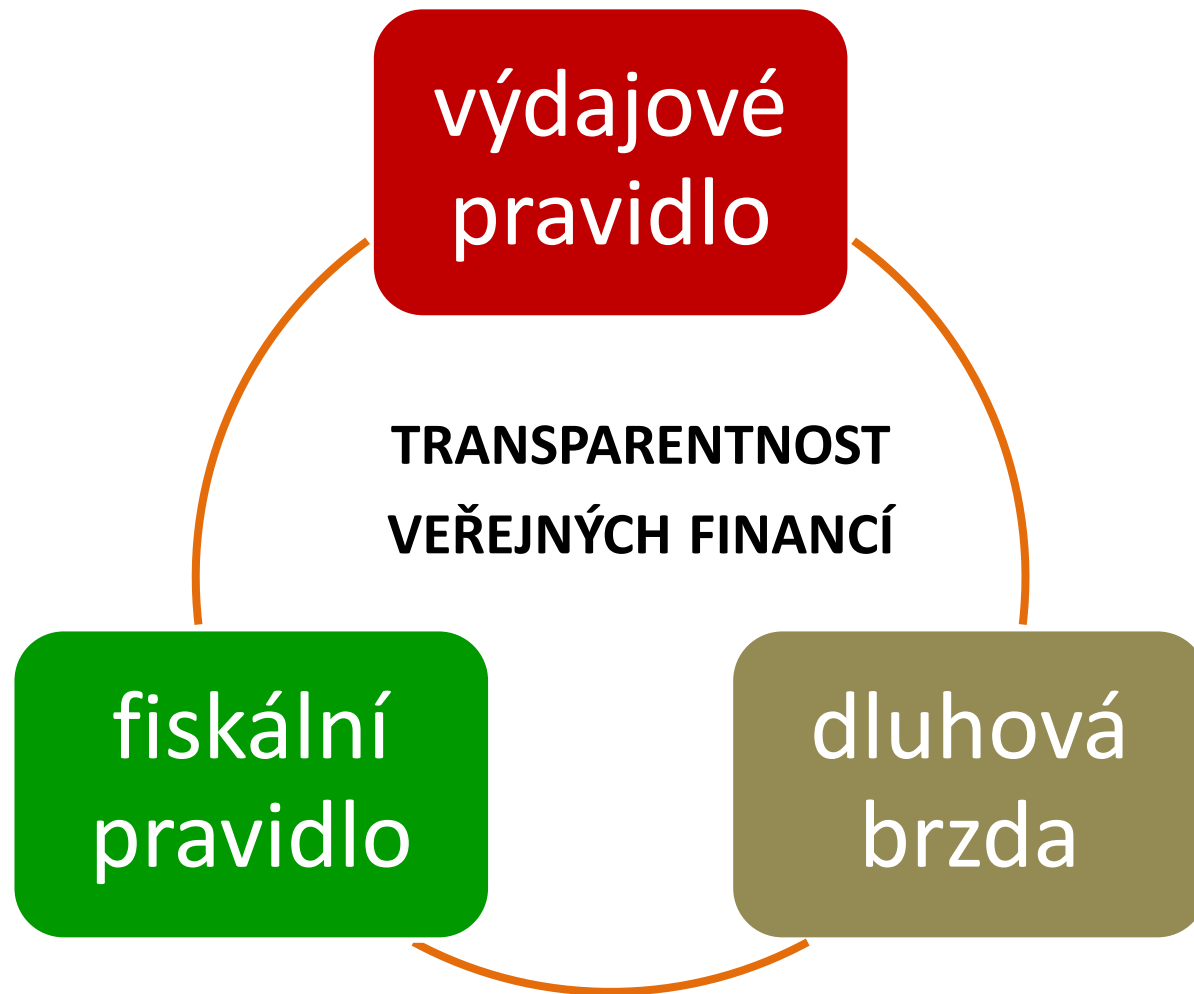 výdajové
pravidlo
TRANSPARENTNOST
VEŘEJNÝCH FINANCÍ
fiskální
pravidlo
dluhová
brzda